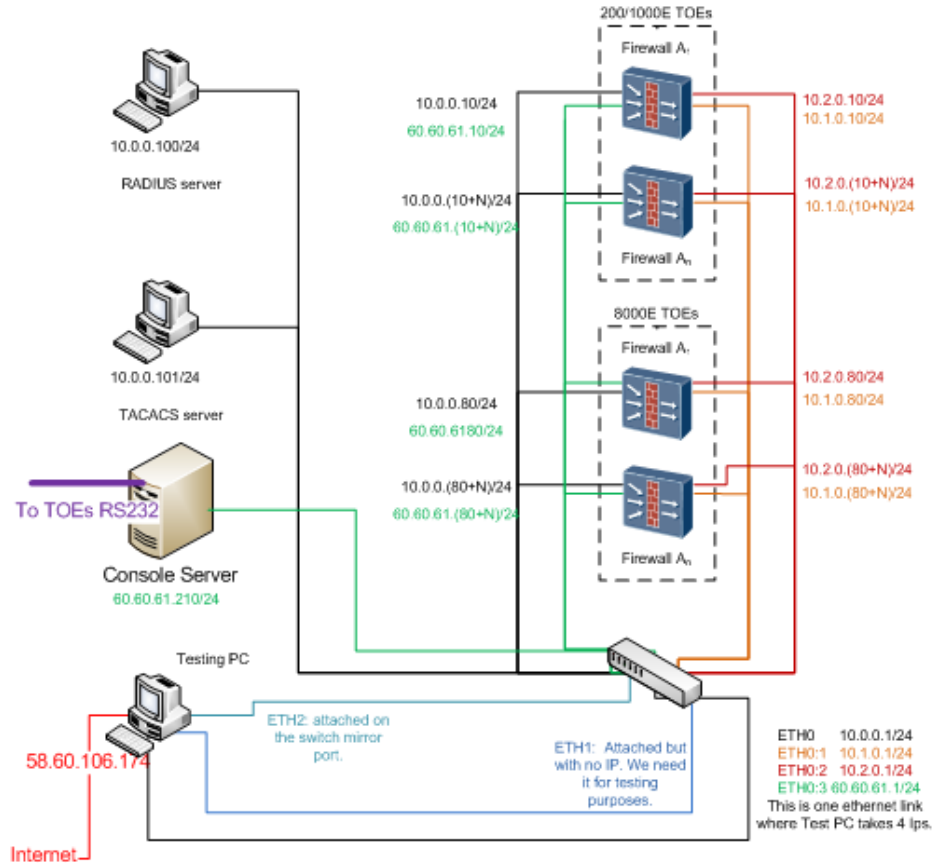 200/1000E TOEs
Firewall A₁
10.0.0.10/24
60.60.61.10/24
10.2.0.10/24
10.1.0.10/24
10.0.0.100/24
RADIUS server
10.0.0.(10+N)/24
60.60.61.(10+N)/24
10.2.0.(10+N)/24
10.1.0.(10+N)/24
Firewall Aₙ
8000E TOEs
Firewall A₁
10.0.0.101/24
TACACS server
10.0.0.80/24
60.60.6180/24
10.2.0.80/24
10.1.0.80/24
10.0.0.(80+N)/24
60.60.61.(80+N)/24
10.2.0.(80+N)/24
10.1.0.(80+N)/24
Firewall Aₙ
To TOEs RS232
Console Server
60.60.61.210/24
Testing PC
ETH2: attached on
the switch mirror
port.
ETH1: Attached but
with no IP. We need
it for testing
purposes.
58.60.106.174
Internet
ETH0 10.0.0.1/24
ETH0:1 10.1.0.1/24
ETH0:2 10.2.0.1/24
ETH0:3 60.60.61.1/24
This is one ethernet link
where Test PC takes 4 Ips.